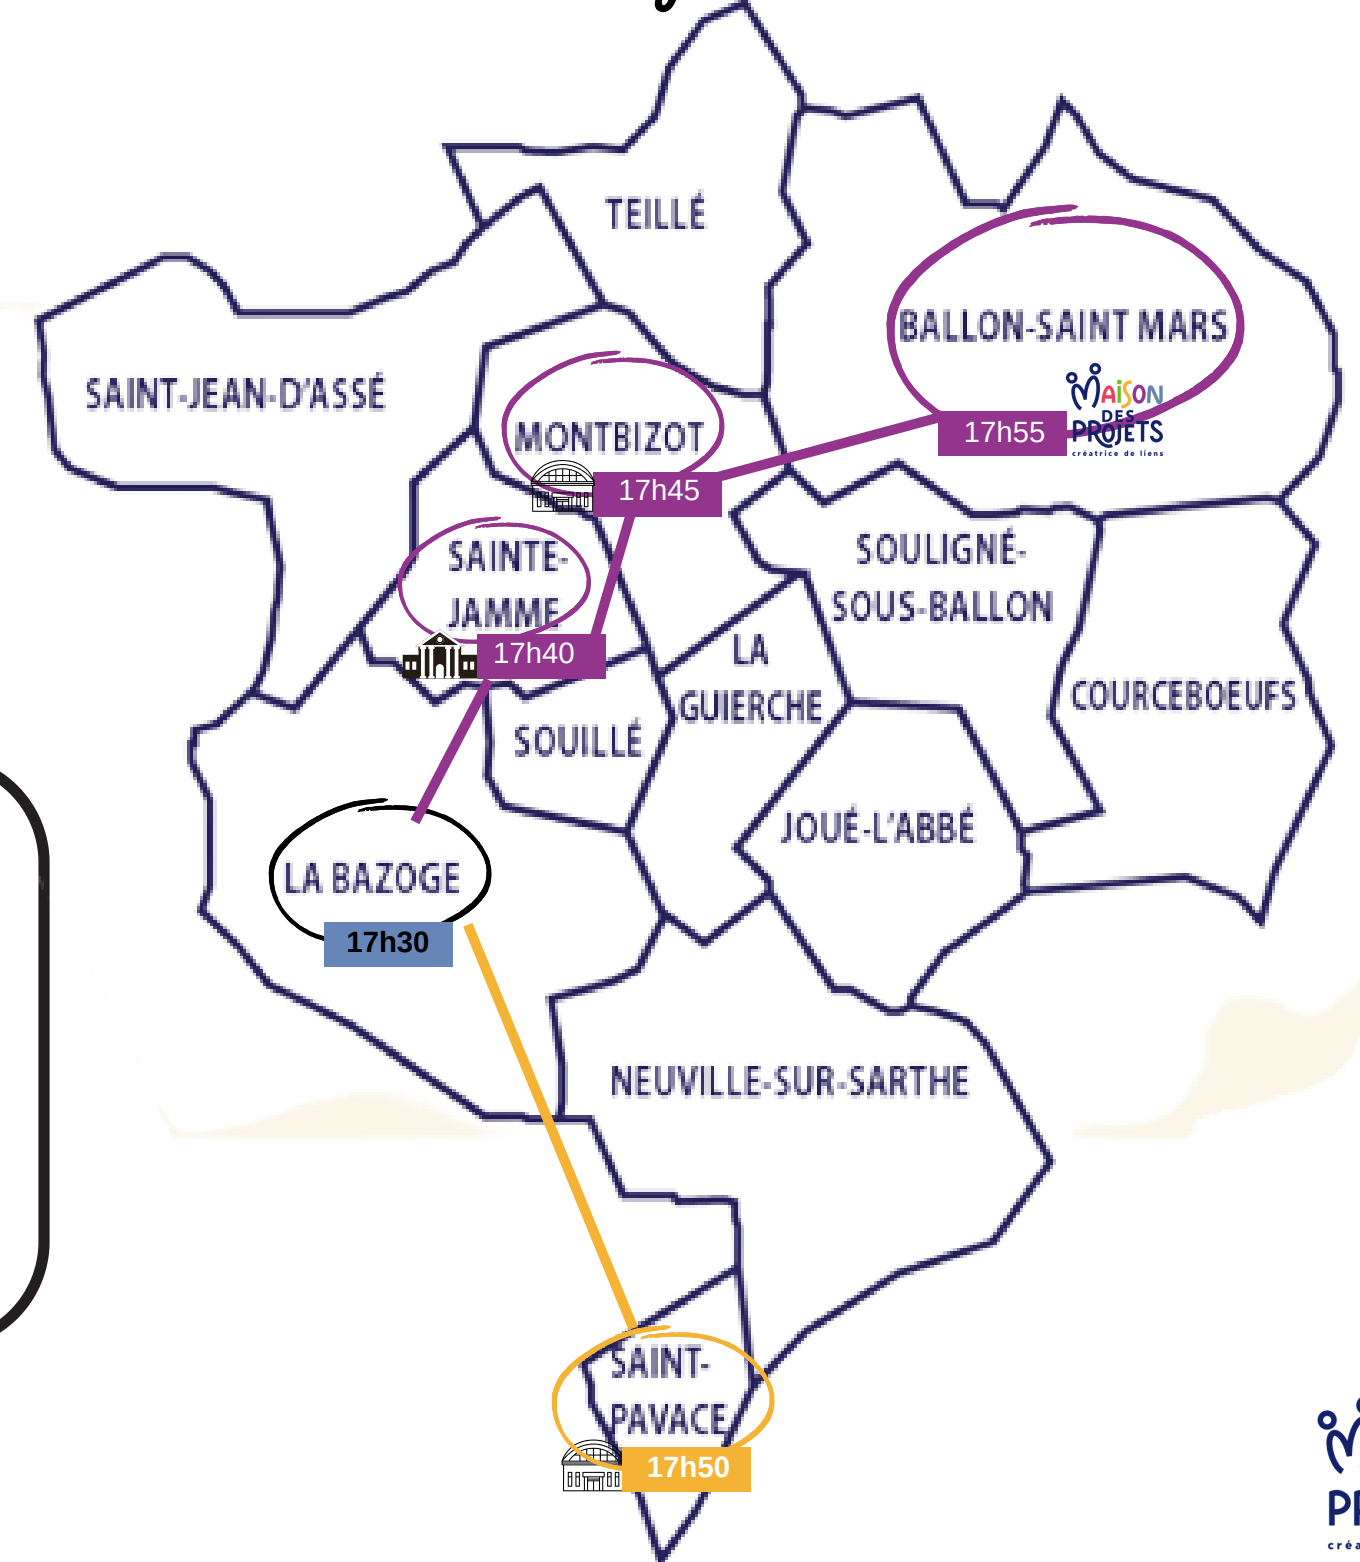 TEILLÉ
BALLON-SAINT MARS
SAINT-JEAN-D'ASSÉ
MAISON
DES
PROJETS
créatrice de liens
17h55
MONTBIZOT
17h45
SAINTE-
JAMME
17h40
SOULIGNÉ-
SOUS-BALLON
LA
GUIERCHE
COURCEBOEUFS
SOUILLÉ
JOUÉ-L'ABBÉ
LA BAZOGE
17h30
NEUVILLE-SUR-SARTHE
SAINT-
PAVACE
17h50